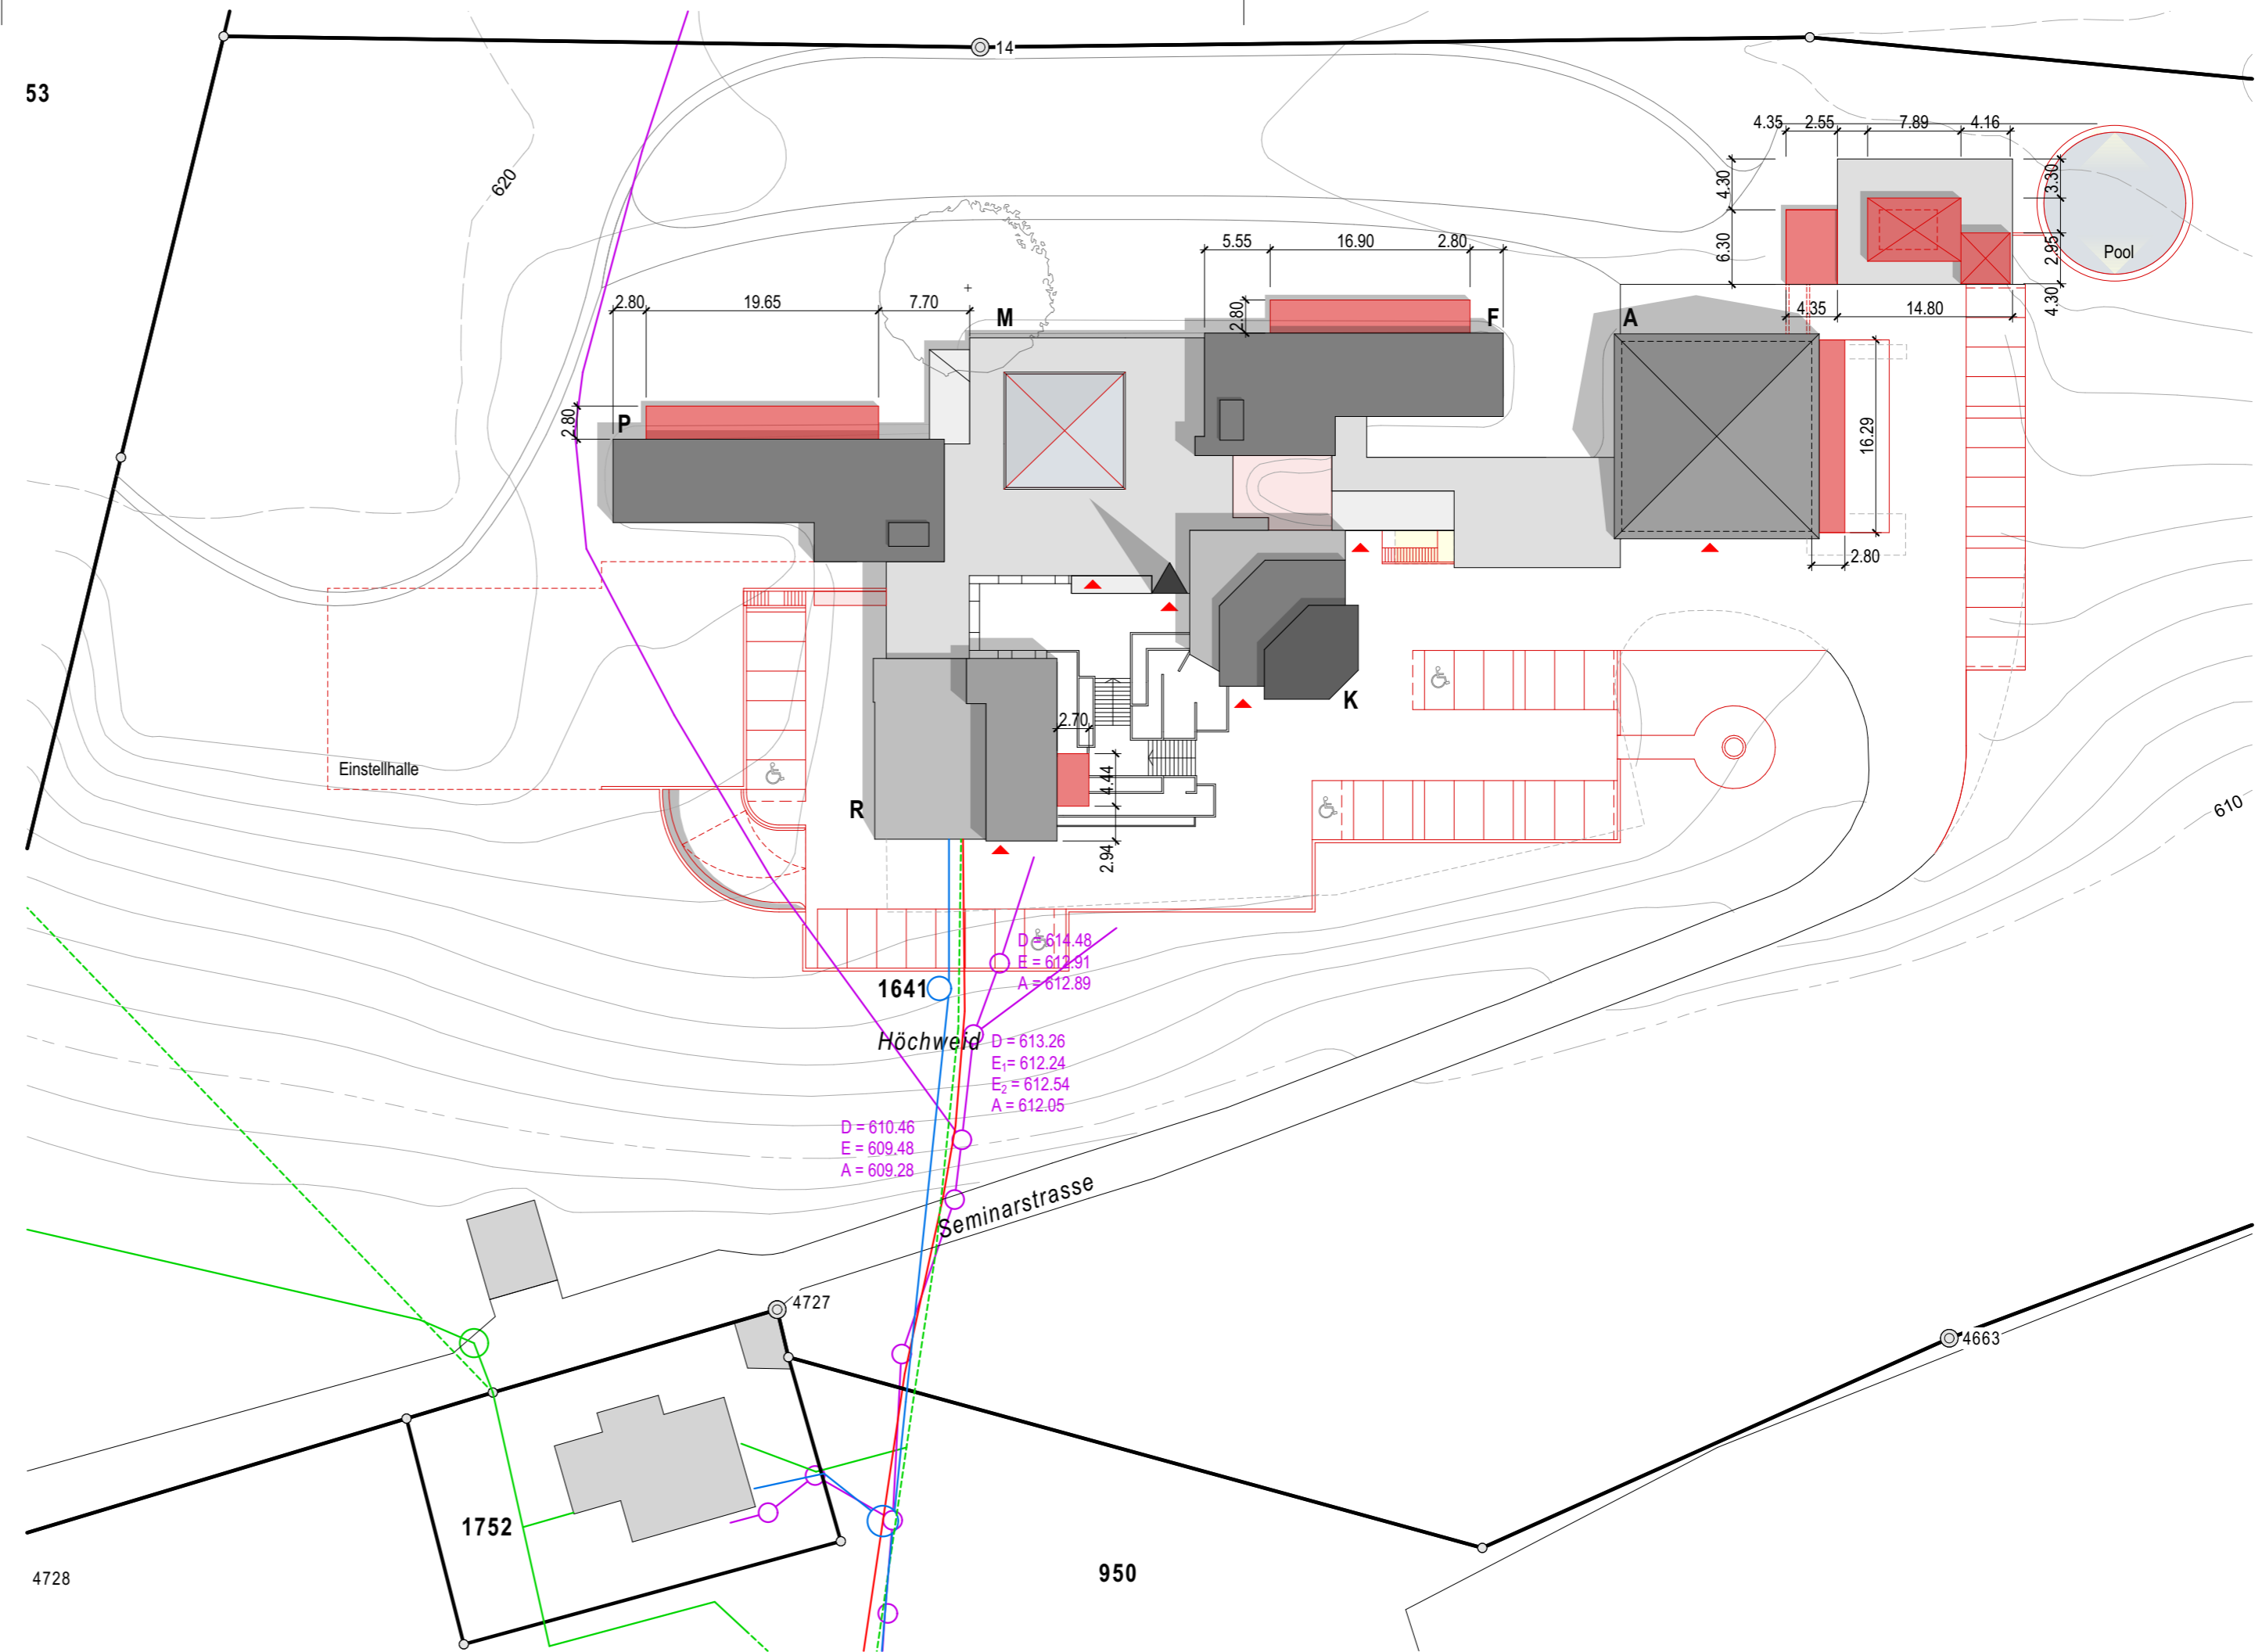 14
53
4.35 2.55 7.89 4.16
620
4.30
3.30
6.30
2.95
Pool
4.30
5.55 16.90 2.80
2.80
4.35 14.80
2.80 19.65 7.70
M
F
A
2.80
P
16.29
2.80
K
2.70
Einstellhalle
4.44
R
2.94
610
D = 614.48
E = 612.91
A = 612.89
1641
Höchweid
D = 613.26
E₁= 612.24
E₂ = 612.54
A = 612.05
D = 610.46
E = 609.48
A = 609.28
Seminarstrasse
4727
4663
1752
950
4728